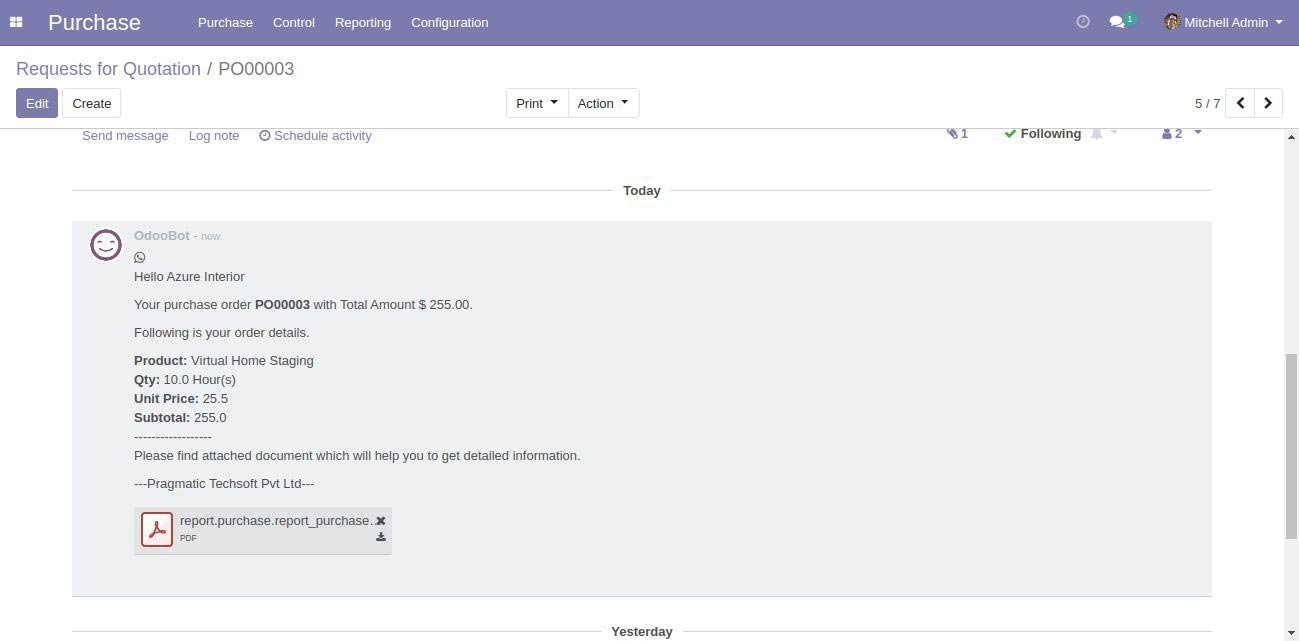 Purchase
Purchase Control Reporting Configuration
1
Mitchell Admin
Requests for Quotation / PO00003
Edit Create Print Action 5 / 7
Send message Log note Schedule activity 1 Following 2
Today
OdooBot - now
Hello Azure Interior
Your purchase order PO00003 with Total Amount $ 255.00.
Following is your order details.
Product: Virtual Home Staging
Qty: 10.0 Hour(s)
Unit Price: 25.5
Subtotal: 255.0
------------------
Please find attached document which will help you to get detailed information.
---Pragmatic Techsoft Pvt Ltd---
report.purchase.report_purchase...
PDF
Yesterday